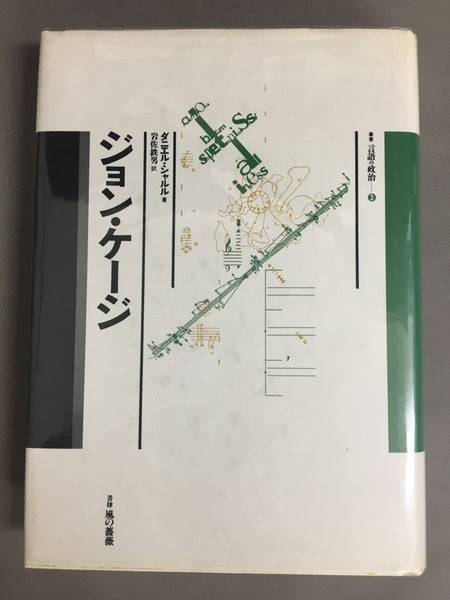 叢書 言語の政治 3
ダニエル・シャルル 著
岩佐鉄男 訳
ジョン・ケージ
書肆 風の薔薇